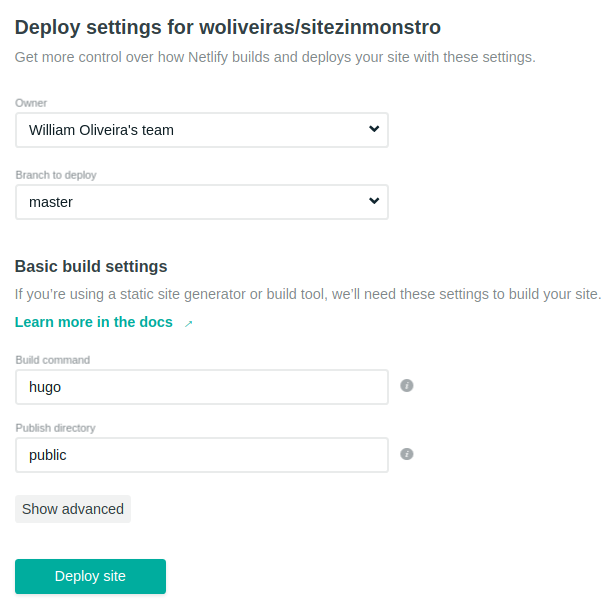 Deploy settings for woliveiras/sitezinmonstro
Get more control over how Netlify builds and deploys your site with these settings.
Owner
William Oliveira's team
Branch to deploy
master
Basic build settings
If you’re using a static site generator or build tool, we’ll need these settings to build your site.
Learn more in the docs →
Build command
hugo
Publish directory
public
Show advanced
Deploy site